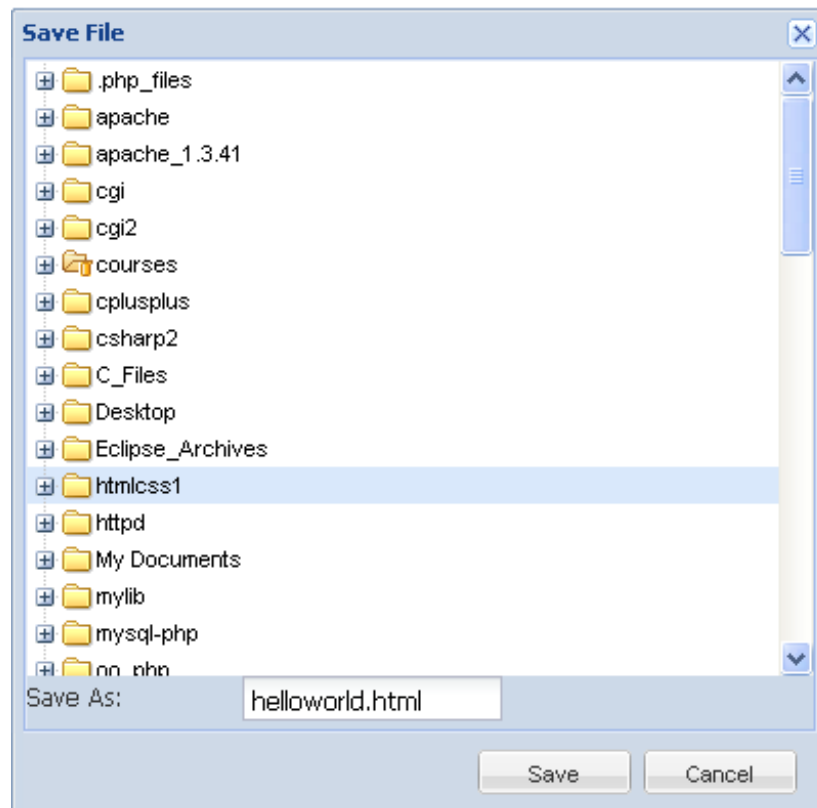 Save File
.php_files
apache
apache_1.3.41
cgi
cgi2
courses
cplusplus
csharp2
C_Files
Desktop
Eclipse_Archives
htmlcss1
httpd
My Documents
mylib
mysql-php
oo_php
Save As: helloworld.html
Save Cancel